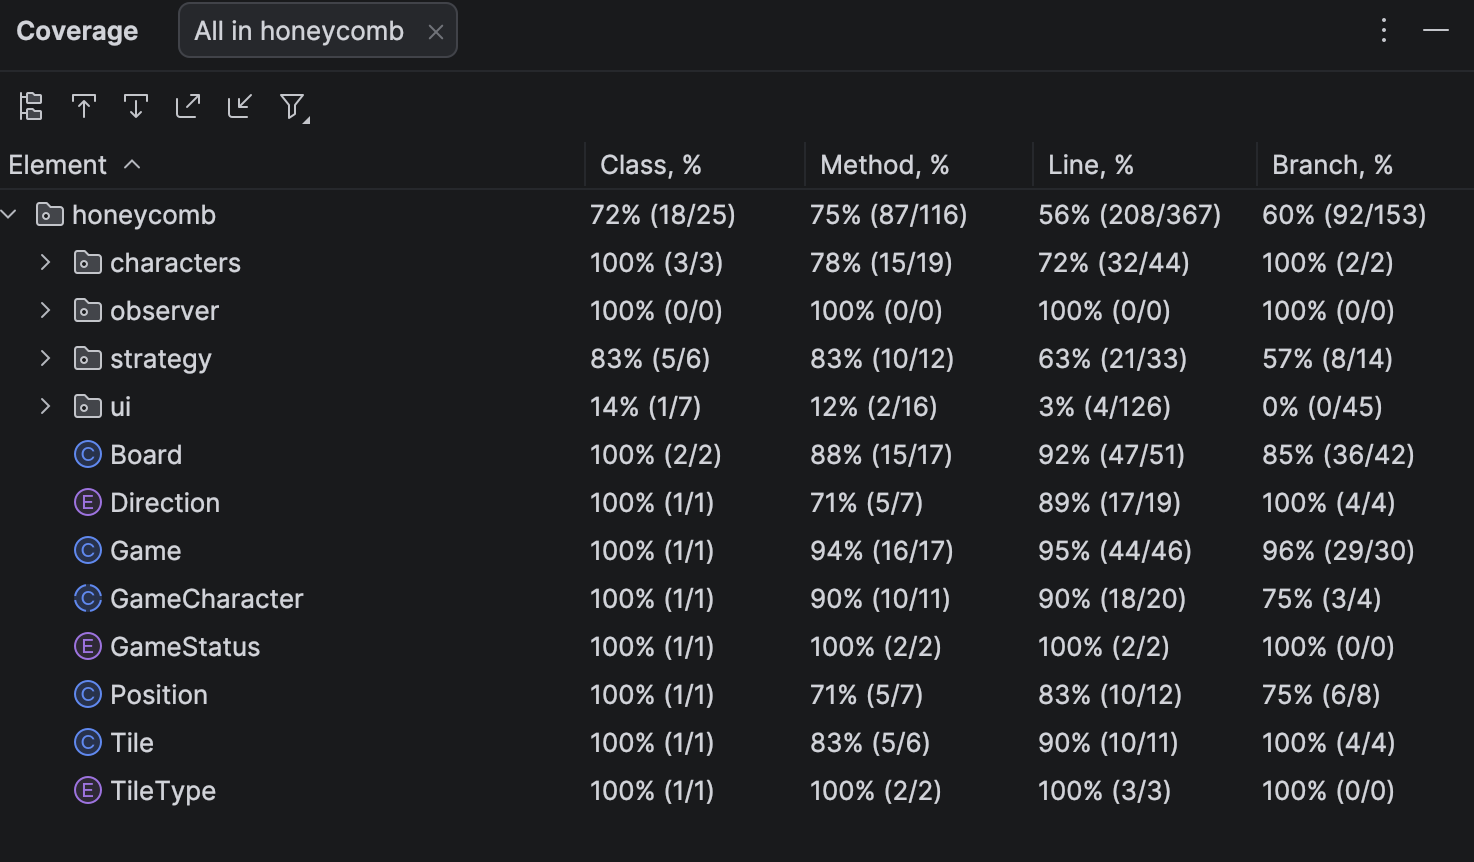 Coverage All in honeycomb
Element Class, % Method, % Line, % Branch, %
honeycomb 72% (18/25) 75% (87/116) 56% (208/367) 60% (92/153)
characters 100% (3/3) 78% (15/19) 72% (32/44) 100% (2/2)
observer 100% (0/0) 100% (0/0) 100% (0/0) 100% (0/0)
strategy 83% (5/6) 83% (10/12) 63% (21/33) 57% (8/14)
ui 14% (1/7) 12% (2/16) 3% (4/126) 0% (0/45)
C Board 100% (2/2) 88% (15/17) 92% (47/51) 85% (36/42)
E Direction 100% (1/1) 71% (5/7) 89% (17/19) 100% (4/4)
C Game 100% (1/1) 94% (16/17) 95% (44/46) 96% (29/30)
C GameCharacter 100% (1/1) 90% (10/11) 90% (18/20) 75% (3/4)
E GameStatus 100% (1/1) 100% (2/2) 100% (2/2) 100% (0/0)
C Position 100% (1/1) 71% (5/7) 83% (10/12) 75% (6/8)
C Tile 100% (1/1) 83% (5/6) 90% (10/11) 100% (4/4)
E TileType 100% (1/1) 100% (2/2) 100% (3/3) 100% (0/0)